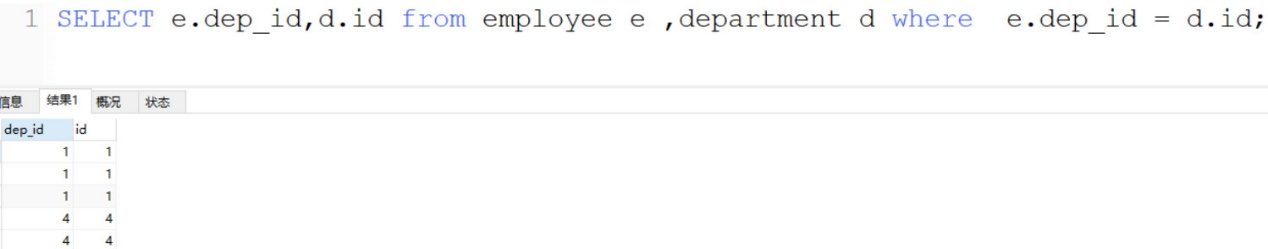 1 SELECT e.dep_id,d.id from employee e ,department d where  e.dep_id = d.id;
信息 结果1 概况 状态
dep_id id
1 1
1 1
1 1
4 4
4 4